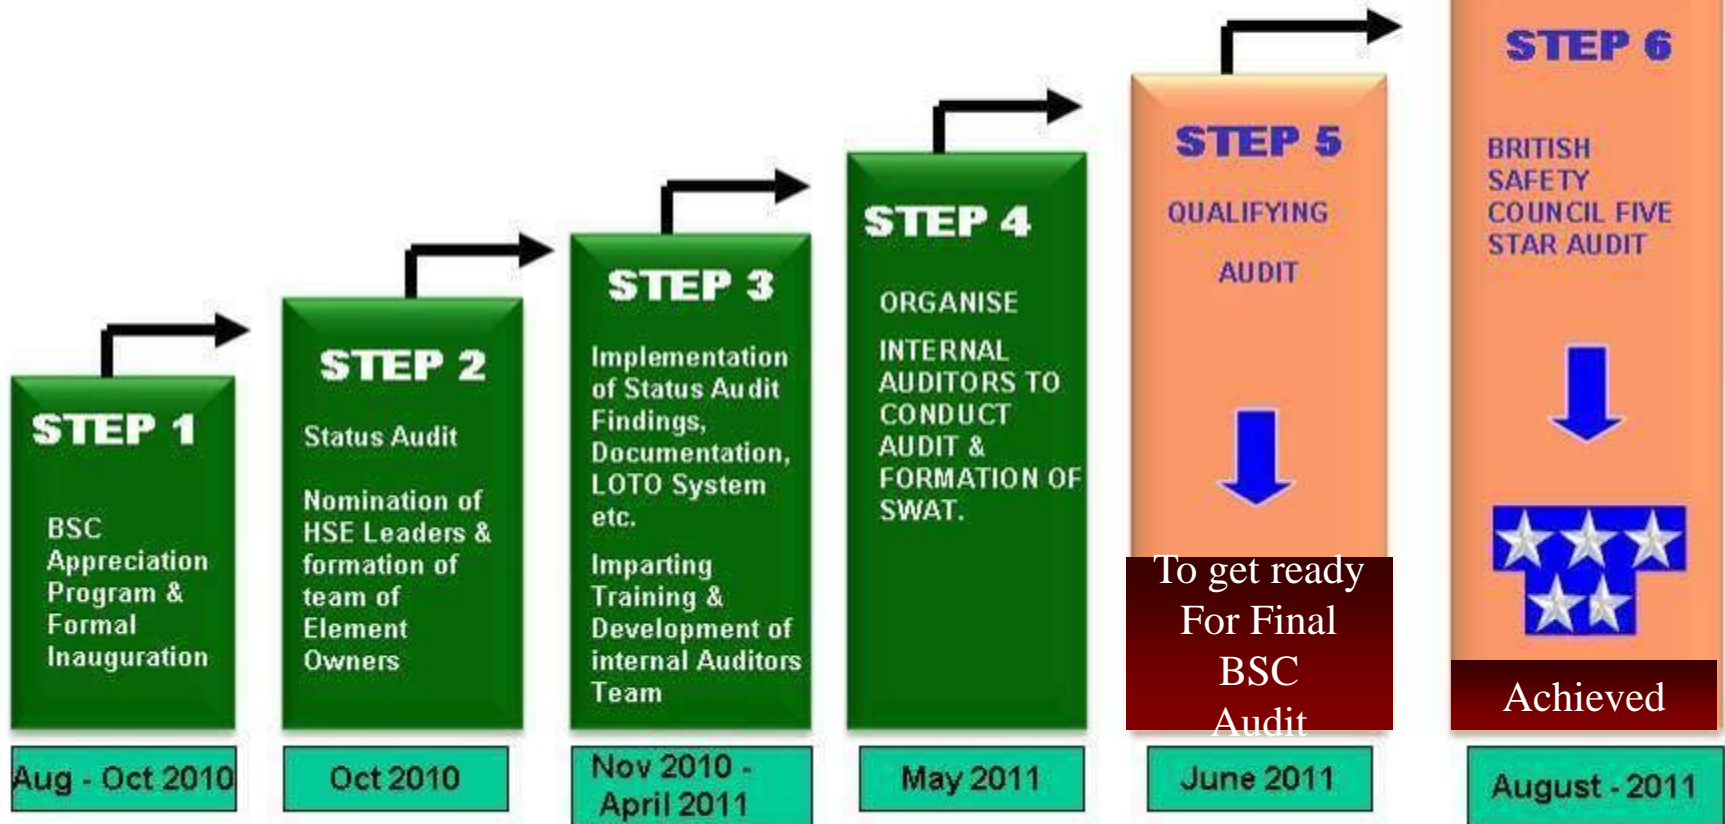 STEP 1
BSC
Appreciation
Program &
Formal
Inauguration
Aug - Oct 2010
STEP 2
Status Audit
Nomination of
HSE Leaders &
formation of
team of
Element
Owners
Oct 2010
STEP 3
Implementation
of Status Audit
Findings,
Documentation,
LOTO System
etc.
Imparting
Training &
Development of
internal Auditors
Team
Nov 2010 -
April 2011
STEP 4
ORGANISE
INTERNAL
AUDITORS TO
CONDUCT
AUDIT &
FORMATION OF
SWAT.
May 2011
STEP 5
QUALIFYING
AUDIT
To get ready
For Final
BSC
Audit
June 2011
STEP 6
BRITISH
SAFETY
COUNCIL FIVE
STAR AUDIT
Achieved
August - 2011